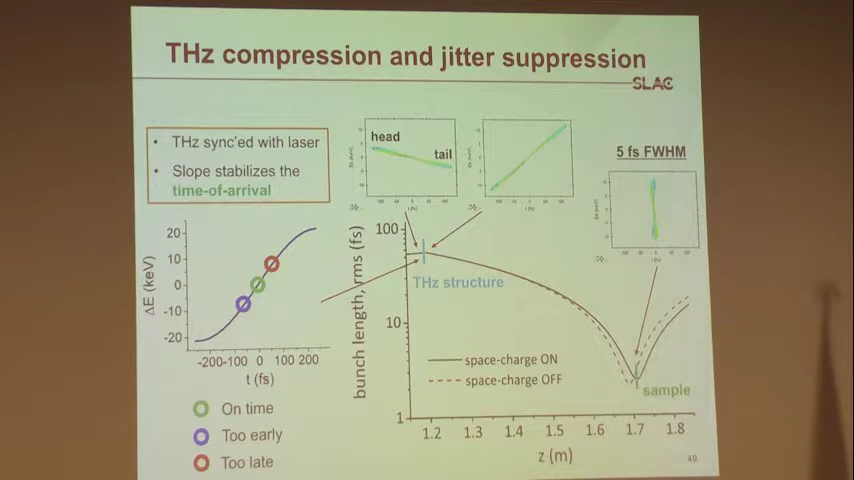 THz compression and jitter suppression
SLAC
• THz sync'ed with laser
• Slope stabilizes the
time-of-arrival
head
tail
5 fs FWHM
20
10
0
-10
-20
ΔE (keV)
-200-100 0 100 200
t (fs)
On time
Too early
Too late
100
10
1
bunch length, rms (fs)
THz structure
space-charge ON
space-charge OFF
sample
1.2 1.3 1.4 1.5 1.6 1.7 1.8
z (m)
49